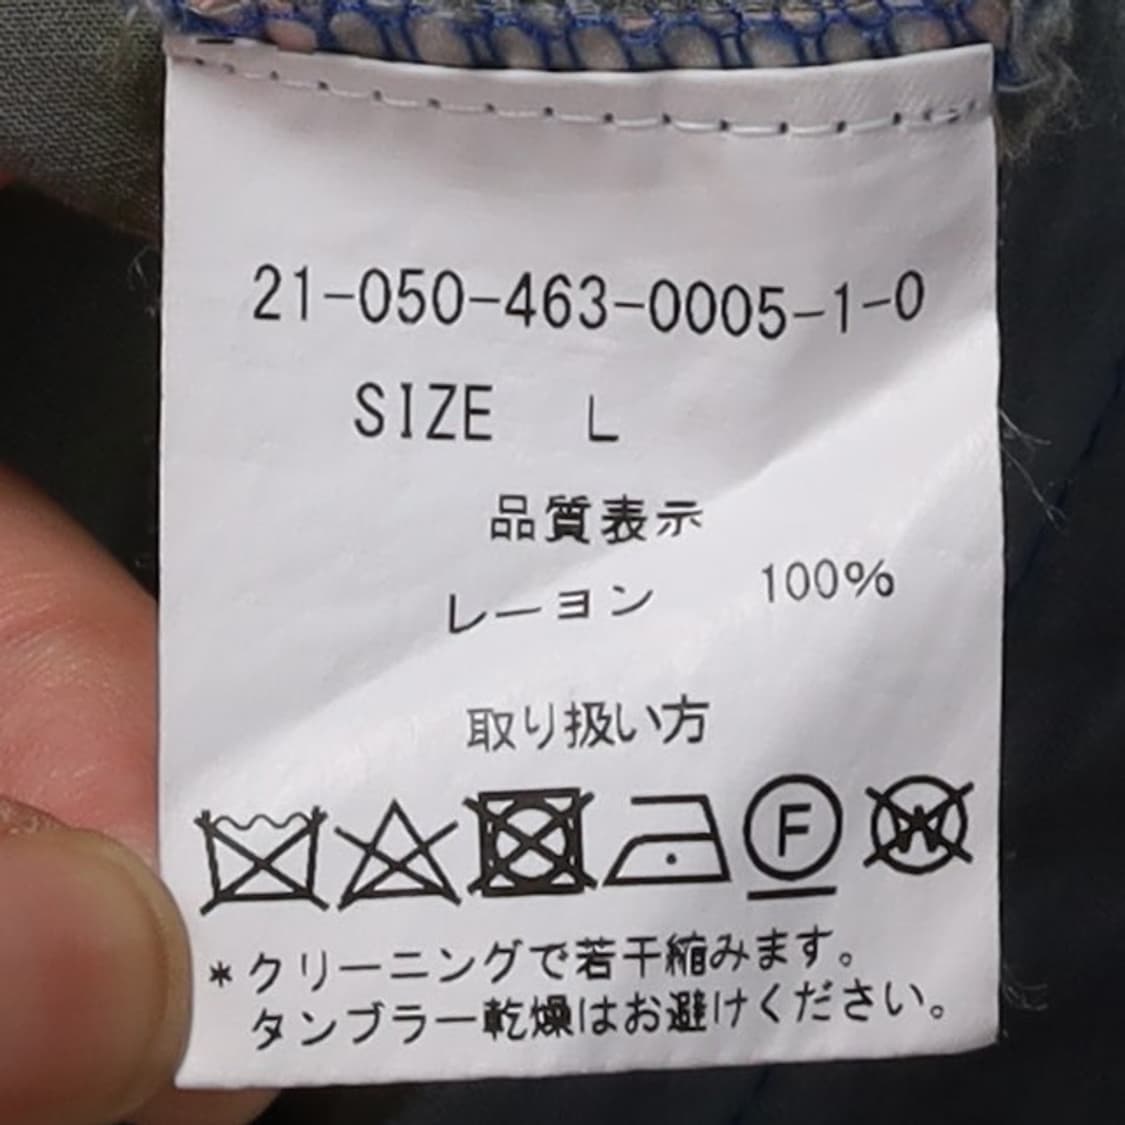 21-050-463-0005-1-0
SIZE L
品質表示
レーヨン 100%
取り扱い方
F W
*クリーニングで若干縮みます。
タンブラー乾燥はお避けください。